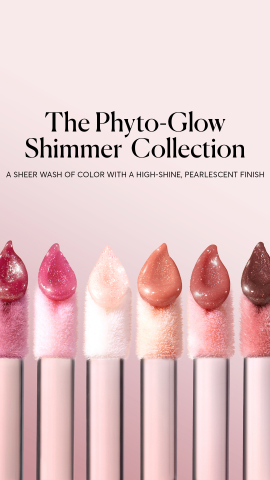 The Phyto-Glow
Shimmer Collection
A SHEER WASH OF COLOR WITH A HIGH-SHINE, PEARLESCENT FINISH